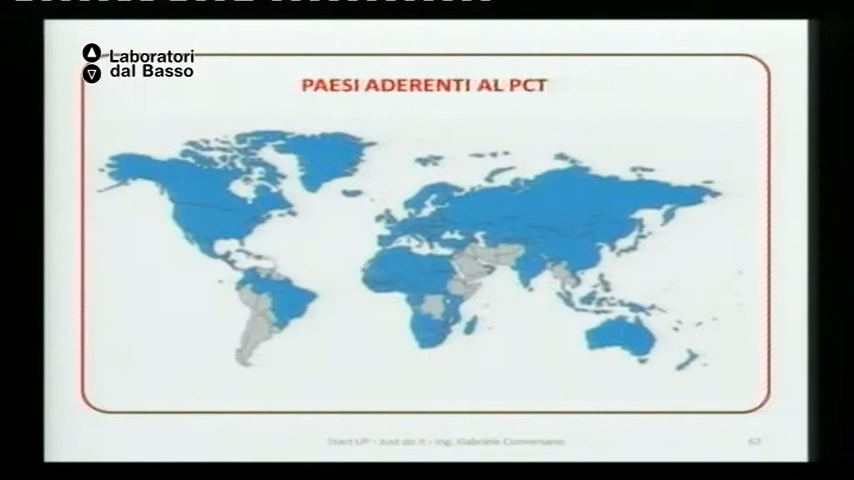 Laboratori
dal Basso
PAESI ADERENTI AL PCT
Start UP - Just do it - Ing. Gabriele Conversano
62